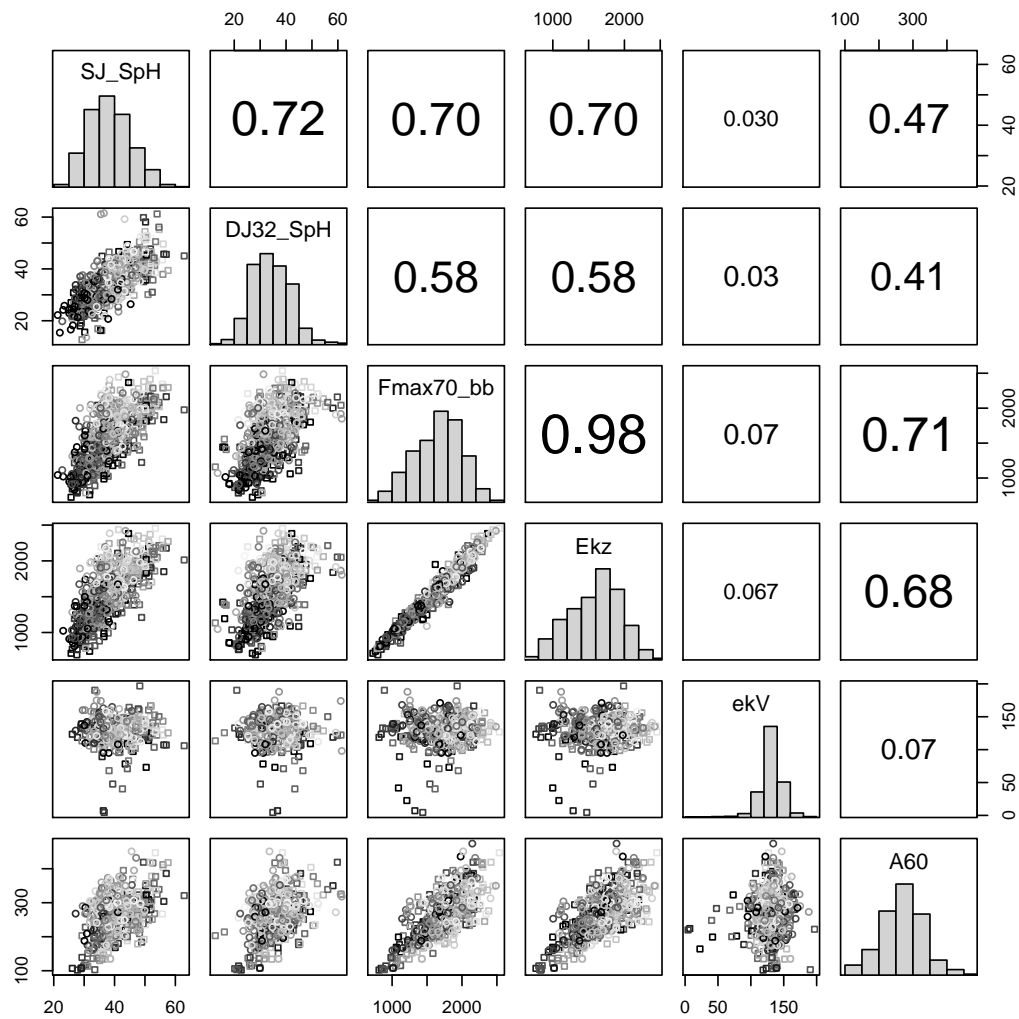 20 60 1000 2000 100 300
SJ_SpH 0.72 0.70 0.70 0.030 0.47 20 40 60
20 40 60 DJ32_SpH 0.58 0.58 0.03 0.41
Fmax70_bb 0.98 0.07 0.71 1000 2000
1000 2000 Ekz 0.067 0.68
ekV 0.07 0 50 150
100 300 A60
20 40 60 1000 2000 0 50 150